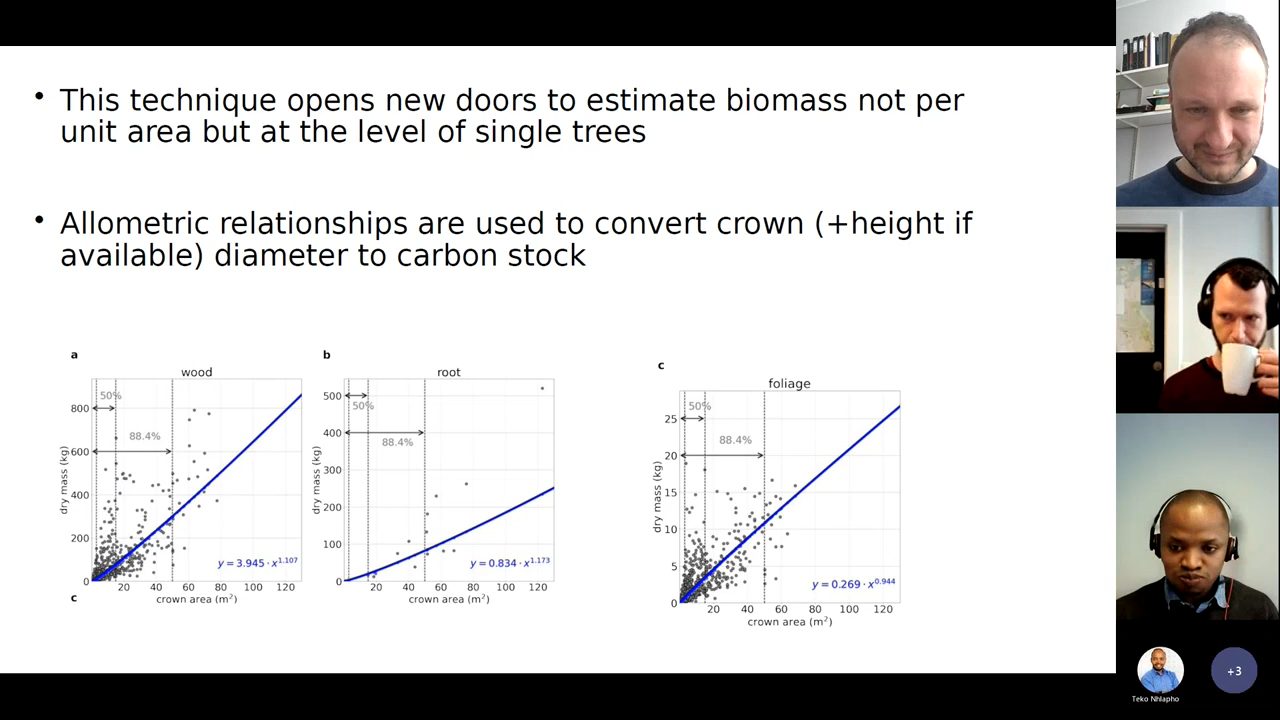 • This technique opens new doors to estimate biomass not per
unit area but at the level of single trees
• Allometric relationships are used to convert crown (+height if
available) diameter to carbon stock
a
wood
50%
88.4%
800
600
400
200
0
dry mass (kg)
y = 3.945 · x^1.107
20 40 60 80 100 120
crown area (m²)
c
b
root
50%
88.4%
500
400
300
200
100
0
dry mass (kg)
y = 0.834 · x^1.173
20 40 60 80 100 120
crown area (m²)
c
foliage
50%
88.4%
25
20
15
10
5
0
dry mass (kg)
y = 0.269 · x^0.944
20 40 60 80 100 120
crown area (m²)
Teko Nhlapho
+3